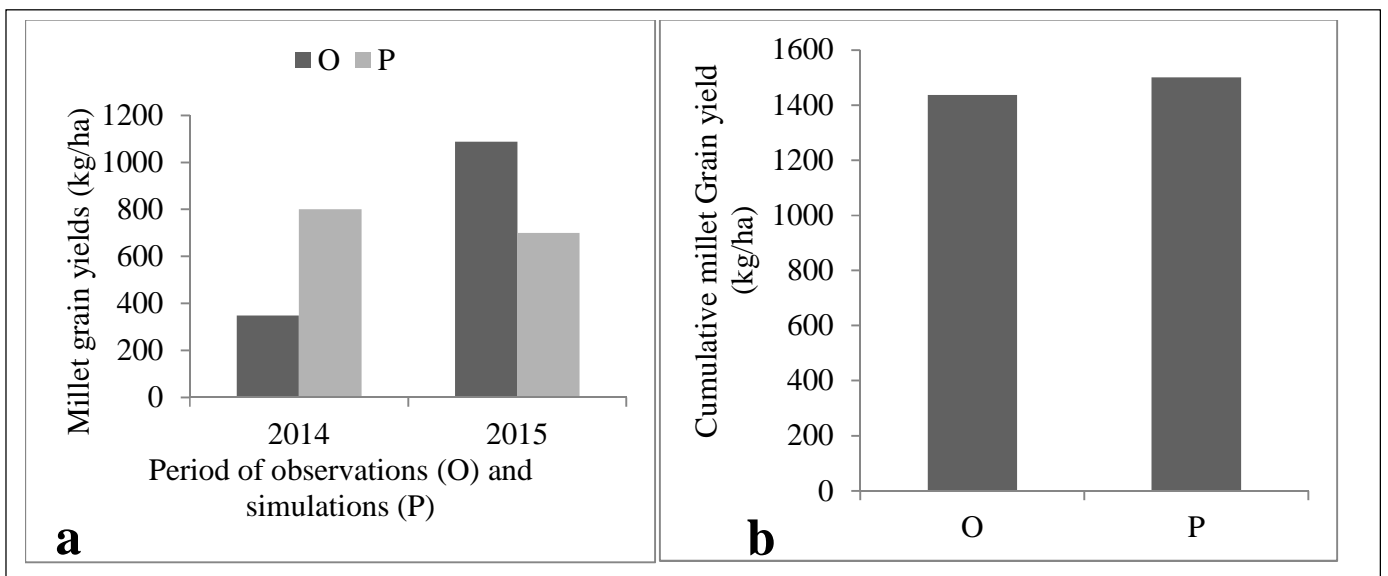 O P
Millet grain yields (kg/ha)
1200
1000
800
600
400
200
0
2014 2015
Period of observations (O) and
simulations (P)
a
Cumulative millet Grain yield
(kg/ha)
1600
1400
1200
1000
800
600
400
200
0
O P
b